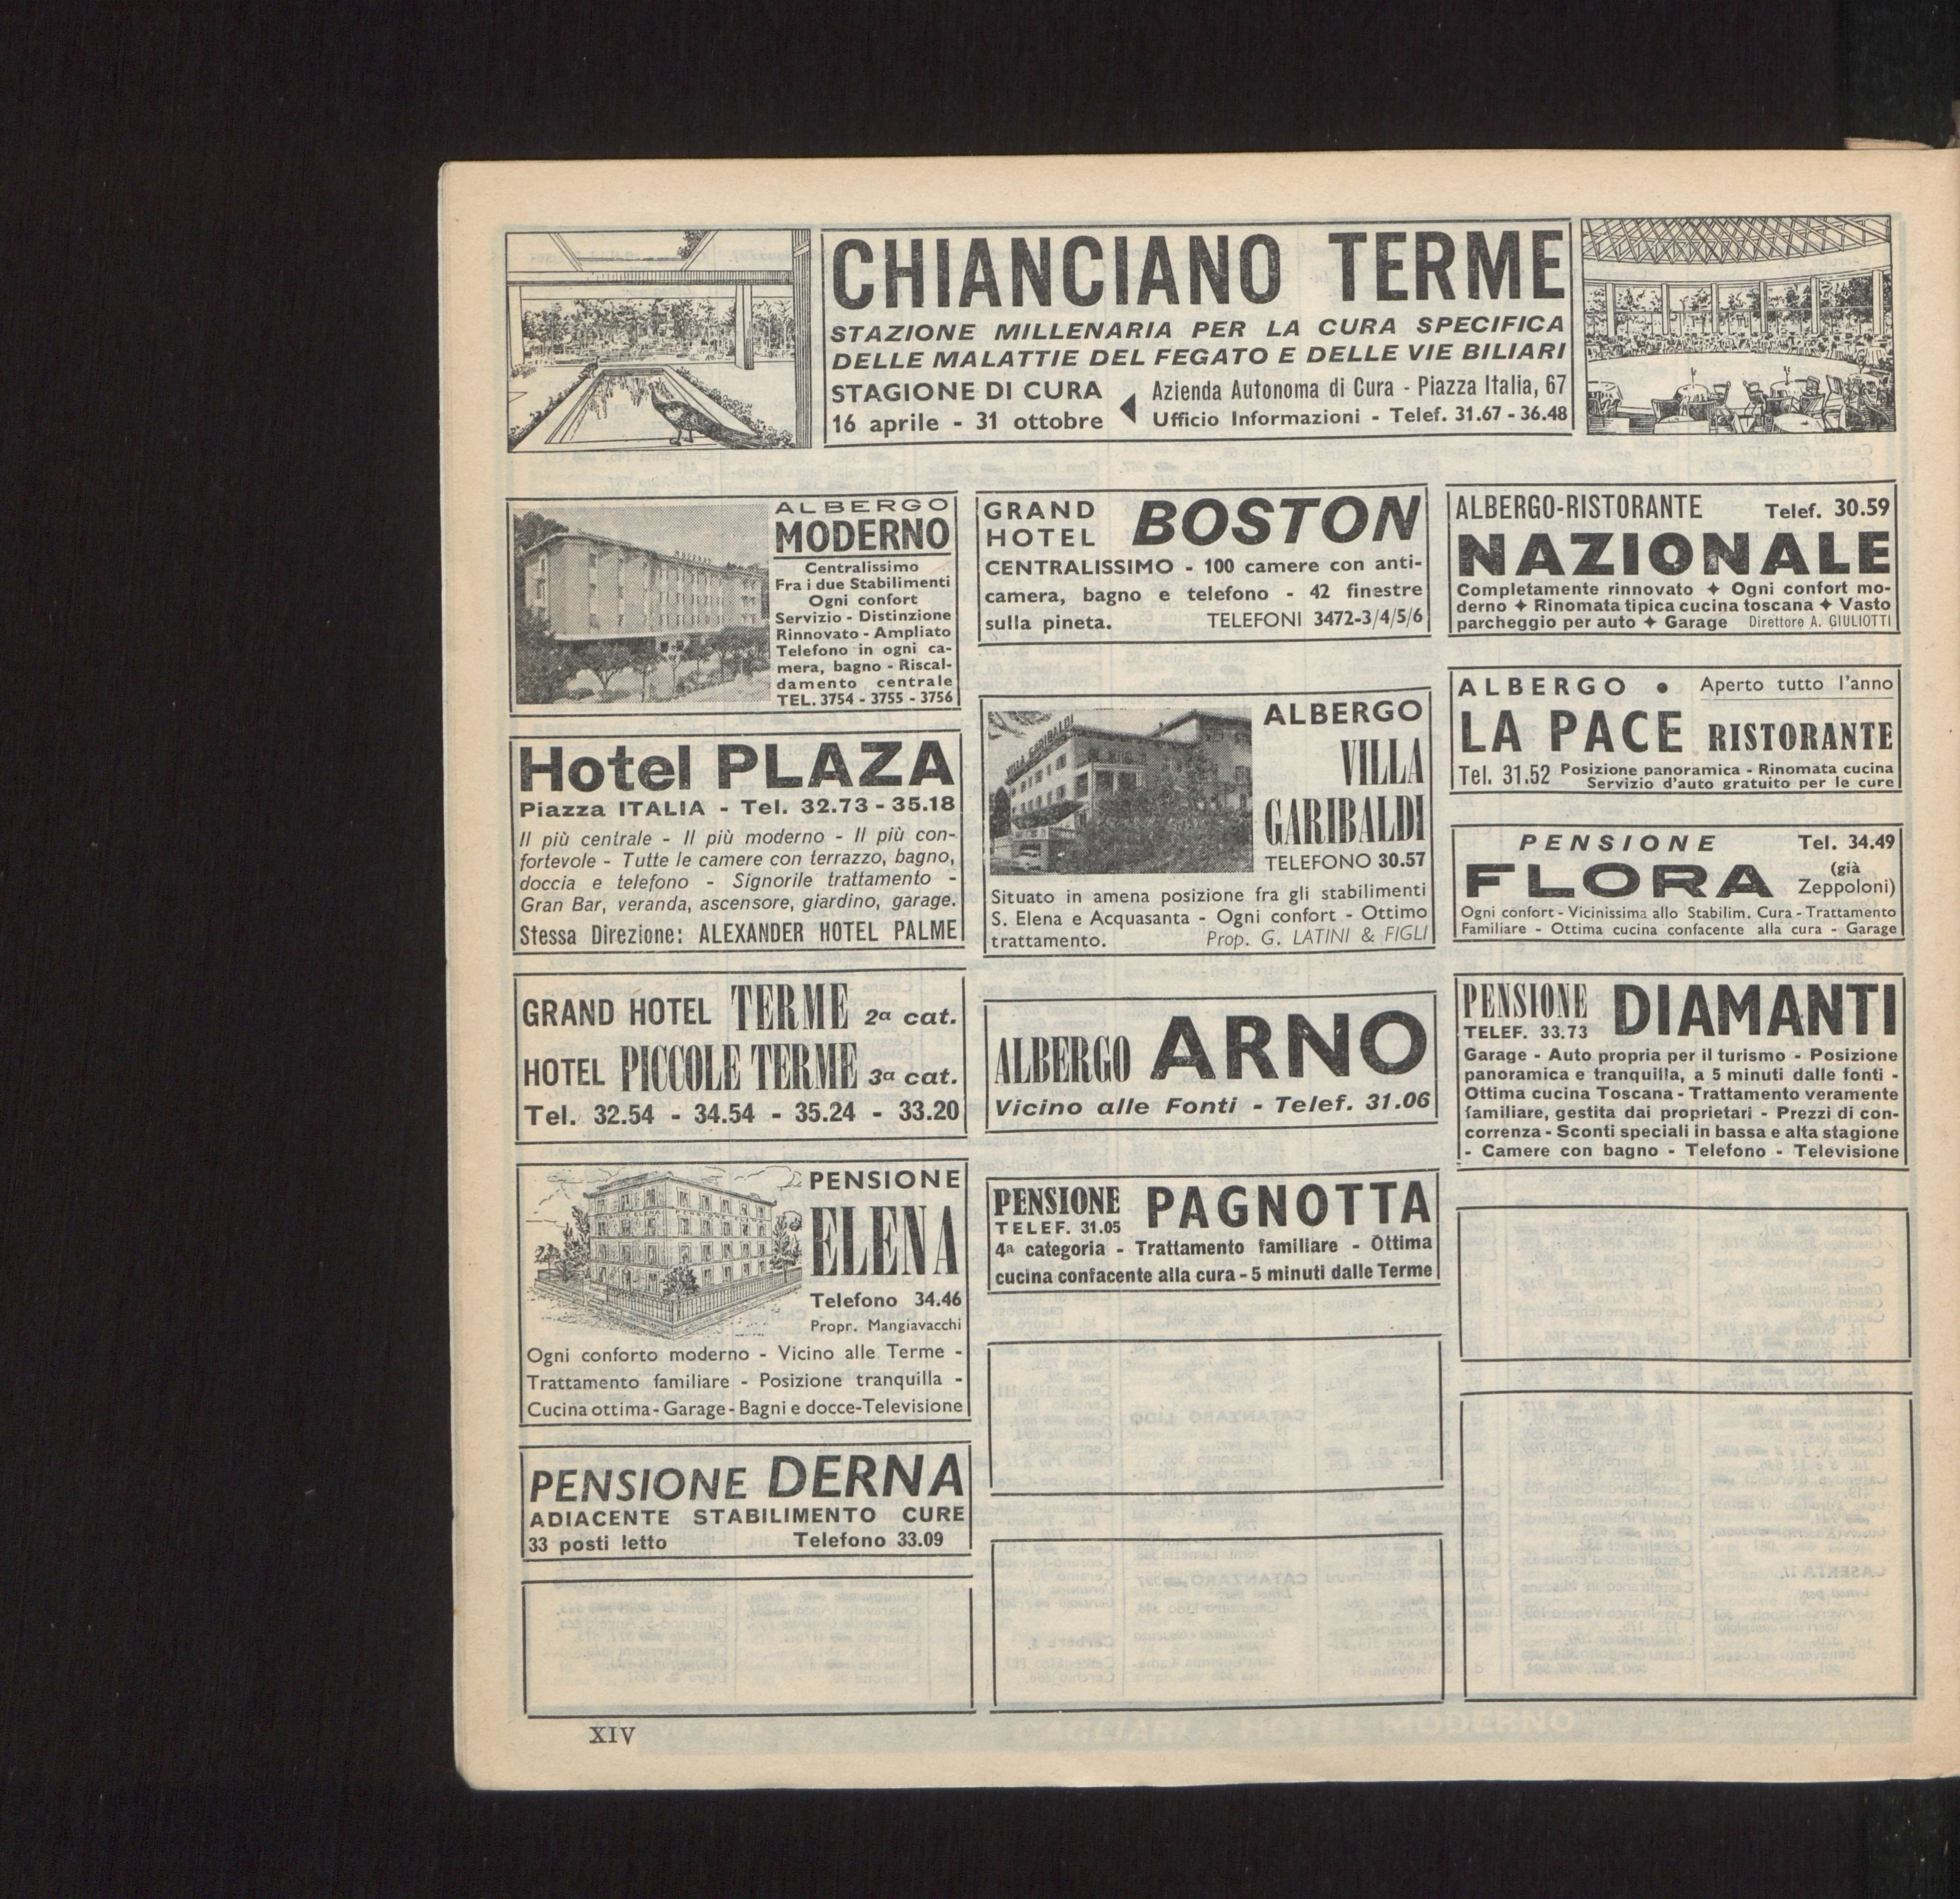 CHIANCIANO TERME
STAZIONE MILLENARIA PER LA CURA SPECIFICA
DELLE MALATTIE DEL FEGATO E DELLE VIE BILIARI
STAGIONE DI CURA
16 aprile - 31 ottobre
Azienda Autonoma di Cura - Piazza Italia, 67
Ufficio Informazioni - Telef. 31.67 - 36.48
ALBERGO
MODERNO
Centralissimo
Fra i due Stabilimenti
Ogni confort
Servizio - Distinzione
Rinnovato - Ampliato
Telefono in ogni ca-
mera, bagno - Riscal-
damento centrale
TEL. 3754 - 3755 - 3756
Hotel PLAZA
Piazza ITALIA - Tel. 32.73 - 35.18
Il più centrale - Il più moderno - Il più con-
fortevole - Tutte le camere con terrazzo, bagno,
doccia e telefono - Signorile trattamento -
Gran Bar, veranda, ascensore, giardino, garage.
Stessa Direzione: ALEXANDER HOTEL PALME
GRAND HOTEL TERME 2a cat.
HOTEL PICCOLE TERME 3a cat.
Tel. 32.54 - 34.54 - 35.24 - 33.20
PENSIONE
ELENA
Telefono 34.46
Propr. Mangiavacchi
Ogni conforto moderno - Vicino alle Terme -
Trattamento familiare - Posizione tranquilla -
Cucina ottima - Garage - Bagni e docce - Televisione
PENSIONE DERNA
ADIACENTE STABILIMENTO CURE
33 posti letto Telefono 33.09
GRAND
HOTEL BOSTON
CENTRALISSIMO - 100 camere con anti-
camera, bagno e telefono - 42 finestre
sulla pineta. TELEFONI 3472-3/4/5/6
VILLA GARIBALDI
ALBERGO
VILLA
GARIBALDI
TELEFONO 30.57
Situato in amena posizione fra gli stabilimenti
S. Elena e Acquasanta - Ogni confort - Ottimo
trattamento. Prop. G. LATINI & FIGLI
ALBERGO ARNO
Vicino alle Fonti - Telef. 31.06
PENSIONE PAGNOTTA
TELEF. 31.05
4a categoria - Trattamento familiare - Ottima
cucina confacente alla cura - 5 minuti dalle Terme
ALBERGO-RISTORANTE Telef. 30.59
NAZIONALE
Completamente rinnovato ✦ Ogni confort mo-
derno ✦ Rinomata tipica cucina toscana ✦ Vasto
parcheggio per auto ✦ Garage Direttore A. GIULIOTTI
ALBERGO • Aperto tutto l'anno
LA PACE RISTORANTE
Tel. 31.52 Posizione panoramica - Rinomata cucina
Servizio d'auto gratuito per le cure
PENSIONE Tel. 34.49
FLORA (già
Zeppoloni)
Ogni confort - Vicinissima allo Stabilim. Cura - Trattamento
Familiare - Ottima cucina confacente alla cura - Garage
PENSIONE DIAMANTI
TELEF. 33.73
Garage - Auto propria per il turismo - Posizione
panoramica e tranquilla, a 5 minuti dalle fonti -
Ottima cucina Toscana - Trattamento veramente
familiare, gestita dai proprietari - Prezzi di con-
correnza - Sconti speciali in bassa e alta stagione
- Camere con bagno - Telefono - Televisione
XIV